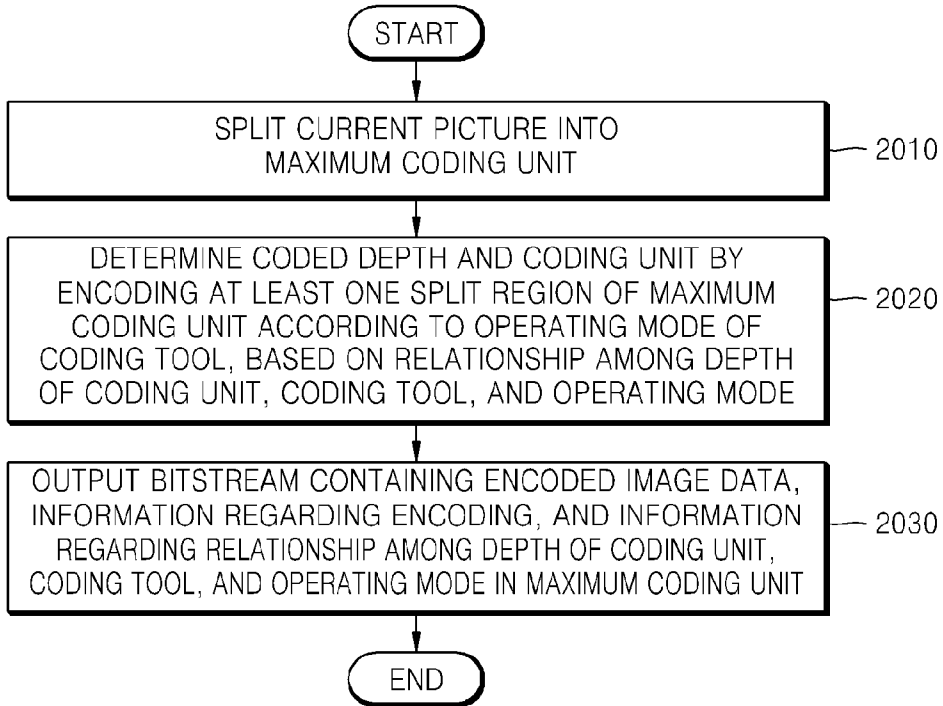 START
SPLIT CURRENT PICTURE INTO
MAXIMUM CODING UNIT
2010
DETERMINE CODED DEPTH AND CODING UNIT BY
ENCODING AT LEAST ONE SPLIT REGION OF MAXIMUM
CODING UNIT ACCORDING TO OPERATING MODE OF
CODING TOOL, BASED ON RELATIONSHIP AMONG DEPTH
OF CODING UNIT, CODING TOOL, AND OPERATING MODE
2020
OUTPUT BITSTREAM CONTAINING ENCODED IMAGE DATA,
INFORMATION REGARDING ENCODING, AND INFORMATION
REGARDING RELATIONSHIP AMONG DEPTH OF CODING UNIT,
CODING TOOL, AND OPERATING MODE IN MAXIMUM CODING UNIT
2030
END